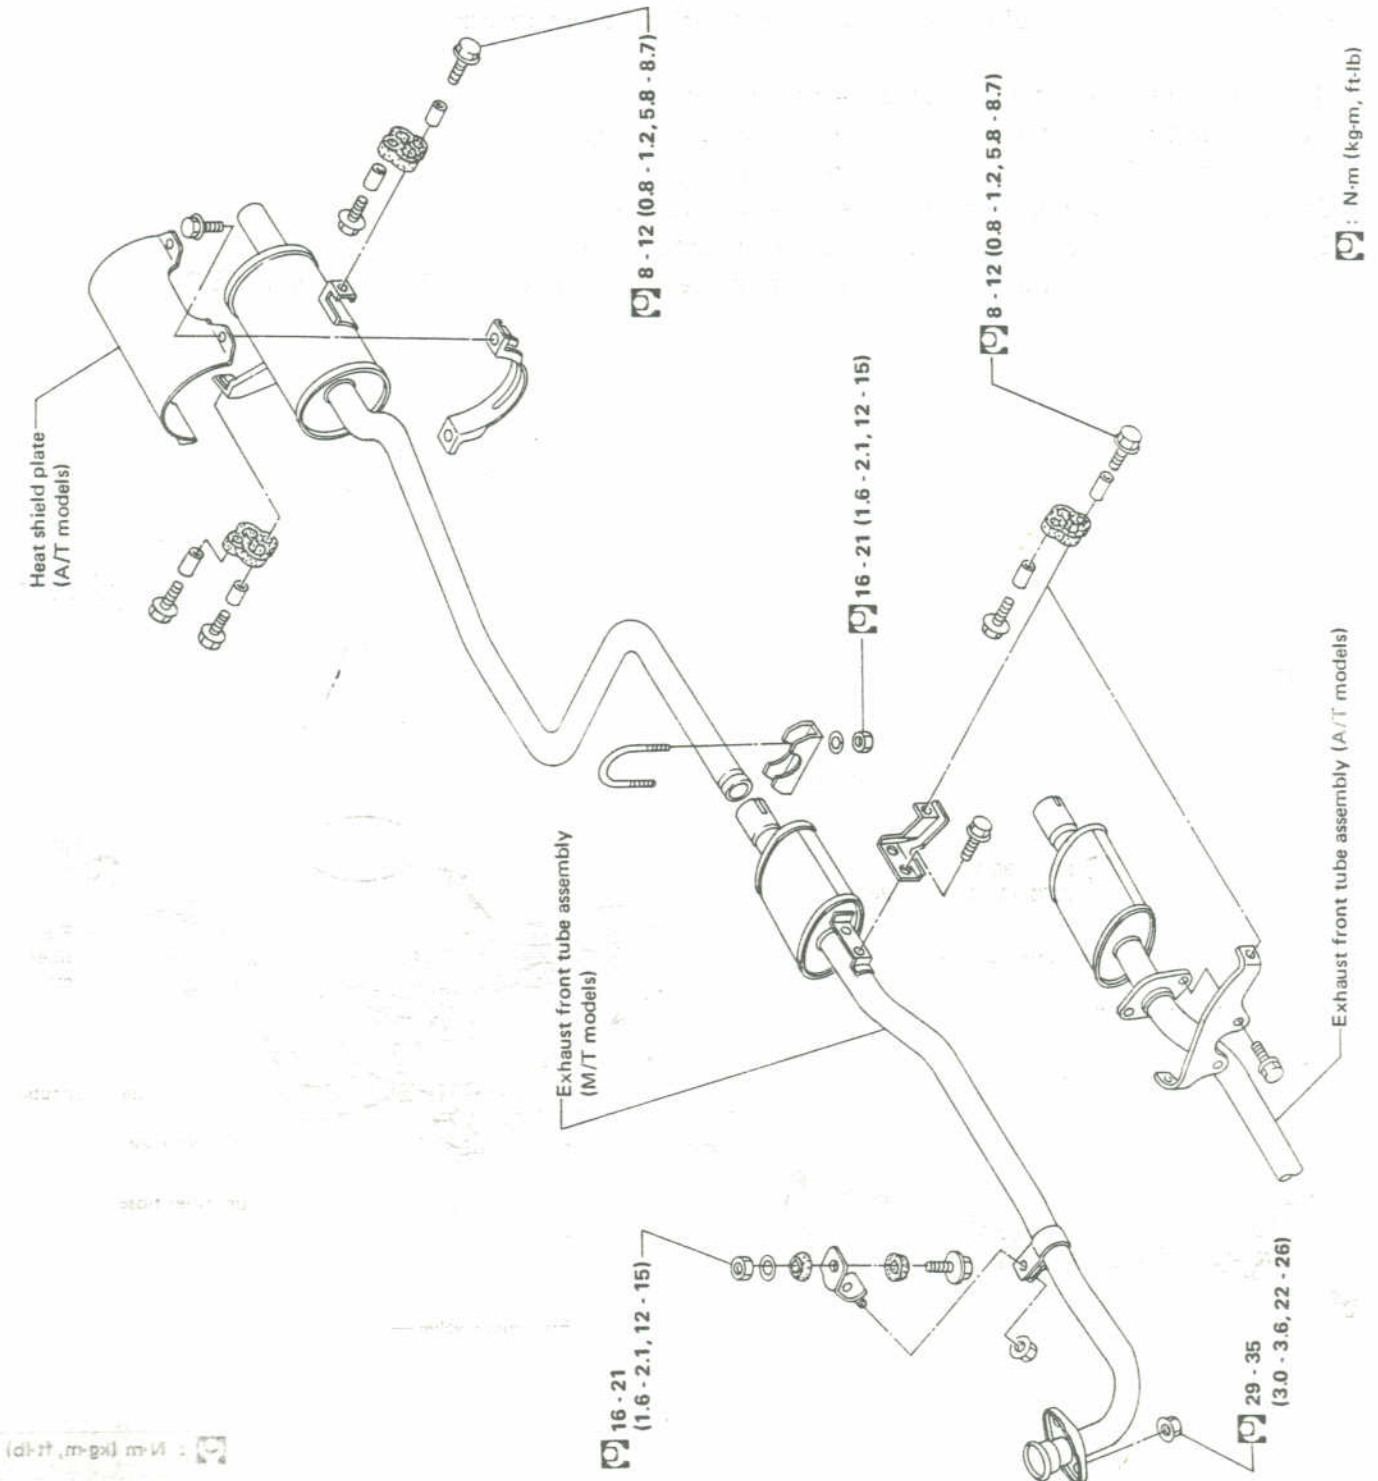 Heat shield plate
(A/T models)
8 - 12 (0.8 - 1.2, 5.8 - 8.7)
16 - 21 (1.6 - 2.1, 12 - 15)
8 - 12 (0.8 - 1.2, 5.8 - 8.7)
Exhaust front tube assembly
(M/T models)
Exhaust front tube assembly (A/T models)
16 - 21
(1.6 - 2.1, 12 - 15)
29 - 35
(3.0 - 3.6, 22 - 26)
: N·m (kg-m, ft-lb)
: N·m (kg-m, ft-lb)